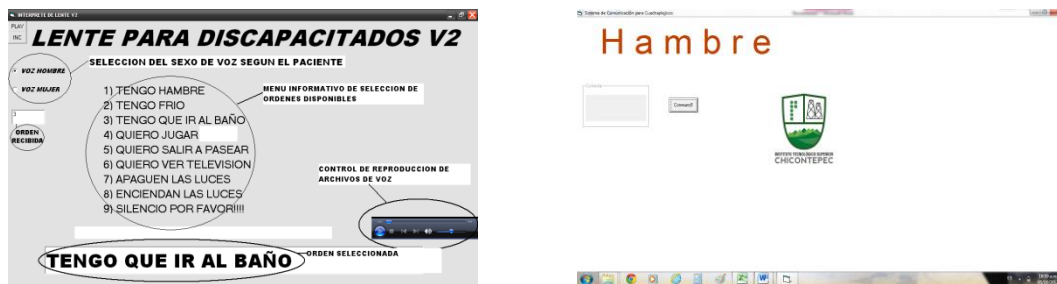 INTERPRETE DE LENTE V2
PLAY
INC
LENTE PARA DISCAPACITADOS V2
SELECCION DEL SEXO DE VOZ SEGUN EL PACIENTE
VOZ HOMBRE
VOZ MUJER
1) TENGO HAMBRE
2) TENGO FRIO
3) TENGO QUE IR AL BAÑO
4) QUIERO JUGAR
5) QUIERO SALIR A PASEAR
6) QUIERO VER TELEVISION
7) APAGUEN LAS LUCES
8) ENCIENDAN LAS LUCES
9) SILENCIO POR FAVOR!!!!
MENU INFORMATIVO DE SELECCION DE
ORDENES DISPONIBLES
3
ORDEN
RECIBIDA
CONTROL DE REPRODUCCION DE
ARCHIVOS DE VOZ
TENGO QUE IR AL BAÑO
ORDEN SELECCIONADA
Sistema de Comunicación para Cuadraplejicos
Hambre
Command1
INSTITUTO TECNOLÓGICO SUPERIOR
CHICONTEPEC